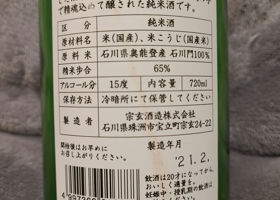 で精魂込めて醸された純米酒です。
区分 純米酒
原材料名 米(国産)、米こうじ(国産米)
原料米 石川県奥能登産 石川門100%
精米歩合 65%
アルコール分 15度 内容量 720ml
保存方法 冷暗所にて保管してください。
製造者 宗玄酒造株式会社
石川県珠洲市宝立町宗玄24-22
開栓後はお早めに
お召し上がりください。
製造年月
'21.2,
飲酒は20才になってから。
おいしく適量を。
妊娠中・授乳期の飲酒は